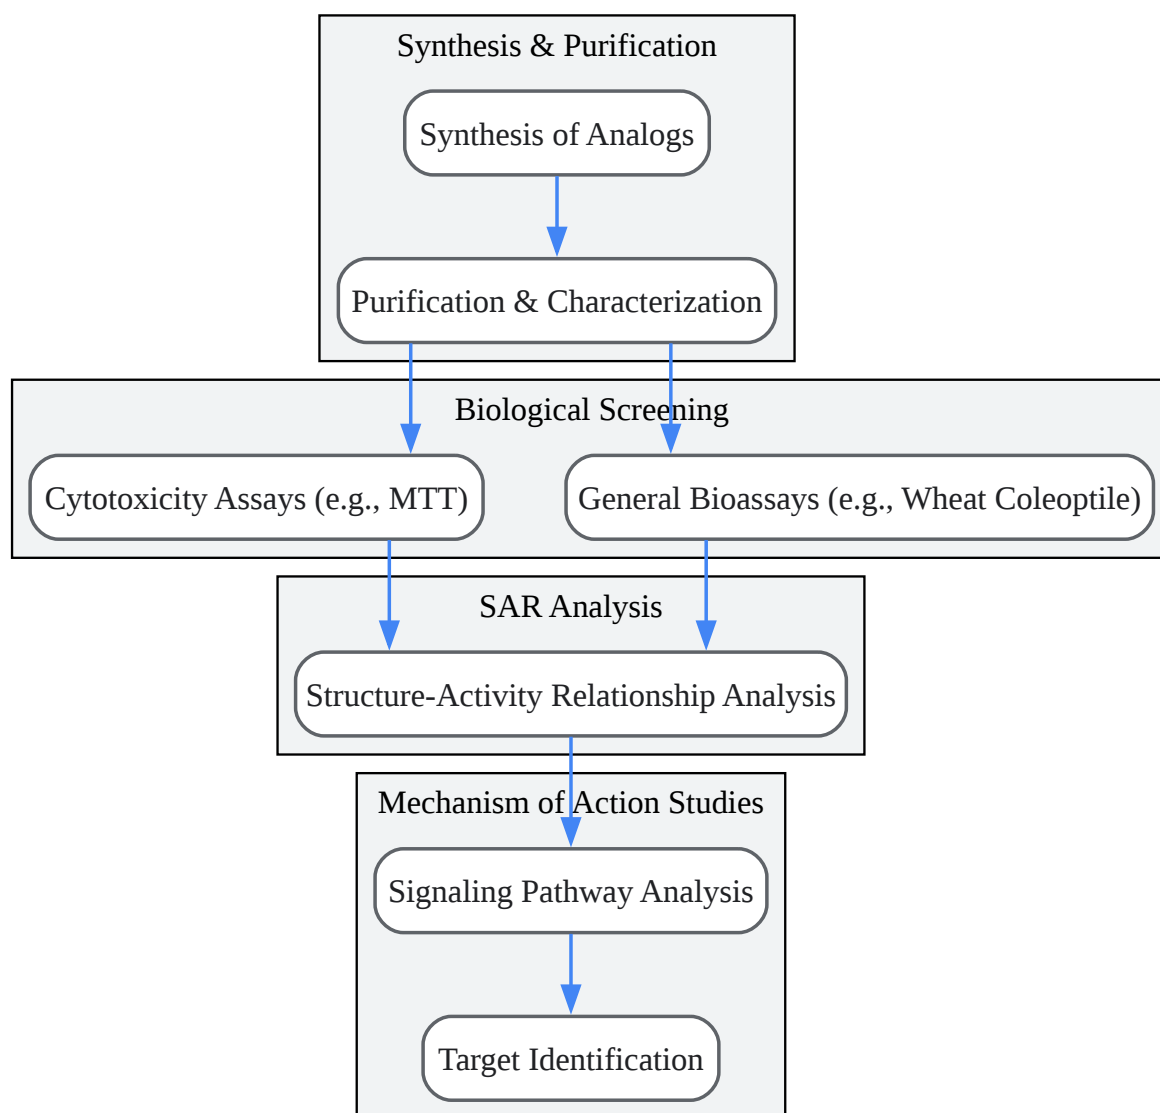 Synthesis & Purification
Synthesis of Analogs
Purification & Characterization
Biological Screening
Cytotoxicity Assays (e.g., MTT)
General Bioassays (e.g., Wheat Coleoptile)
SAR Analysis
Structure-Activity Relationship Analysis
Mechanism of Action Studies
Signaling Pathway Analysis
Target Identification